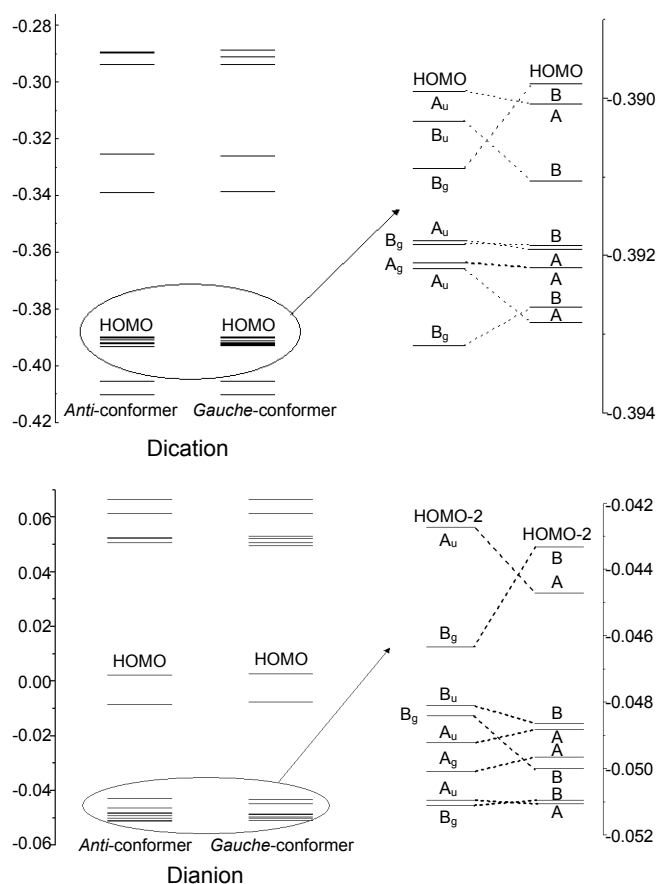 -0.28
-0.30
-0.32
-0.34
-0.36
-0.38
-0.40
-0.42
HOMO HOMO
Anti-conformer Gauche-conformer
Dication
HOMO HOMO
Au
Bu
Bg
Au
Bg
Ag
Au
Bg
B
A
B
B
A
A
B
A
-0.390
-0.392
-0.394
0.06
0.04
0.02
0.00
-0.02
-0.04
-0.06
HOMO HOMO
Anti-conformer Gauche-conformer
Dianion
HOMO-2 HOMO-2
Au
Bg
Bu
Bg
Au
Ag
Au
Bg
B
A
B
A
A
B
B
A
-0.042
-0.044
-0.046
-0.048
-0.050
-0.052